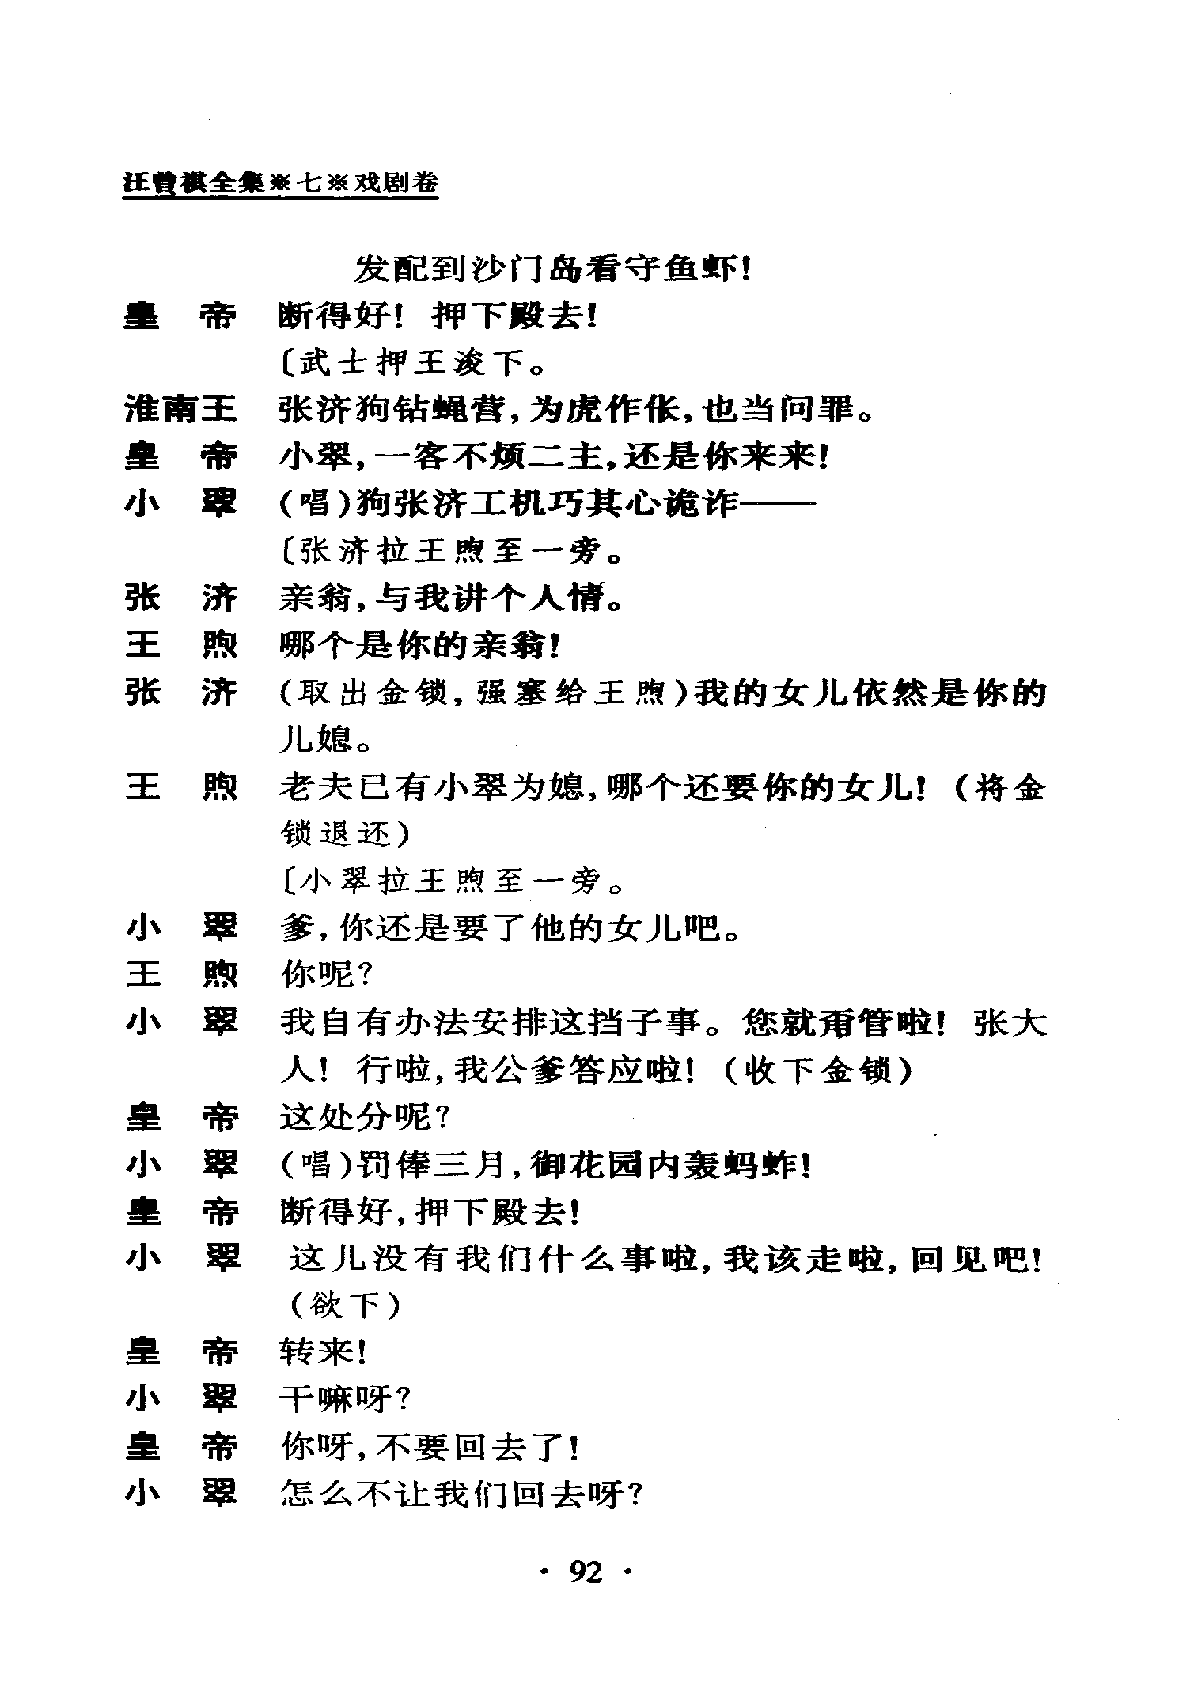 汪曾祺全集※七※戏剧卷
发配到沙门岛看守鱼虾！
皇　帝　断得好！押下殿去！
〔武士押王浚下。
淮南王　张济狗钻蝇营，为虎作伥，也当问罪。
皇　帝　小翠，一客不烦二主，还是你来来！
小　翠　（唱）狗张济工机巧其心诡诈——
〔张济拉王煦至一旁。
张　济　亲翁，与我讲个人情。
王　煦　哪个是你的亲翁！
张　济　（取出金锁，强塞给王煦）我的女儿依然是你的
儿媳。
王　煦　老夫已有小翠为媳，哪个还要你的女儿！（将金
锁退还）
〔小翠拉王煦至一旁。
小　翠　爹，你还是要了他的女儿吧。
王　煦　你呢？
小　翠　我自有办法安排这挡子事。您就甭管啦！张大
人！行啦，我公爹答应啦！（收下金锁）
皇　帝　这处分呢？
小　翠　（唱）罚俸三月，御花园内轰蚂蚱！
皇　帝　断得好，押下殿去！
小　翠　这儿没有我们什么事啦，我该走啦，回见吧！
（欲下）
皇　帝　转来！
小　翠　干嘛呀？
皇　帝　你呀，不要回去了！
小　翠　怎么不让我们回去呀？
· 92 ·